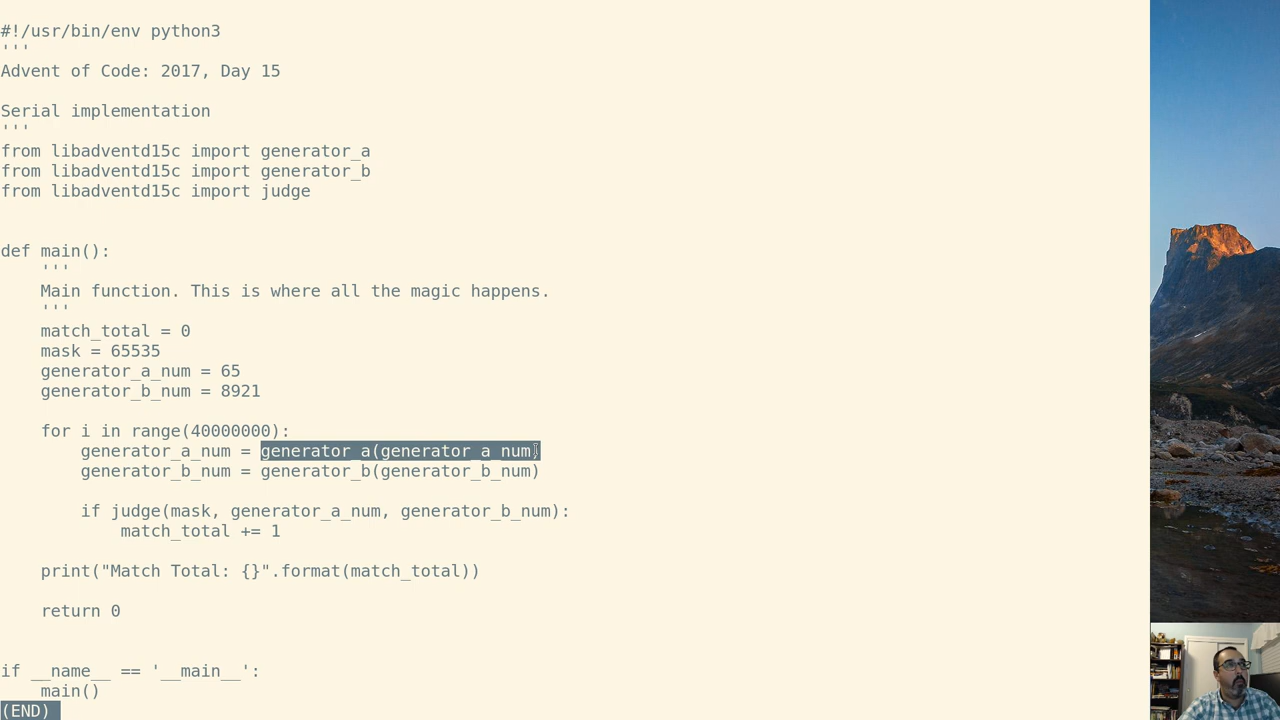 #!/usr/bin/env python3
'''
Advent of Code: 2017, Day 15
Serial implementation
'''
from libadventd15c import generator_a
from libadventd15c import generator_b
from libadventd15c import judge
def main():
'''
Main function. This is where all the magic happens.
'''
match_total = 0
mask = 65535
generator_a_num = 65
generator_b_num = 8921
for i in range(40000000):
generator_a_num = generator_a(generator_a_num)
generator_b_num = generator_b(generator_b_num)
if judge(mask, generator_a_num, generator_b_num):
match_total += 1
print("Match Total: {}".format(match_total))
return 0
if __name__ == '__main__':
main()
(END)